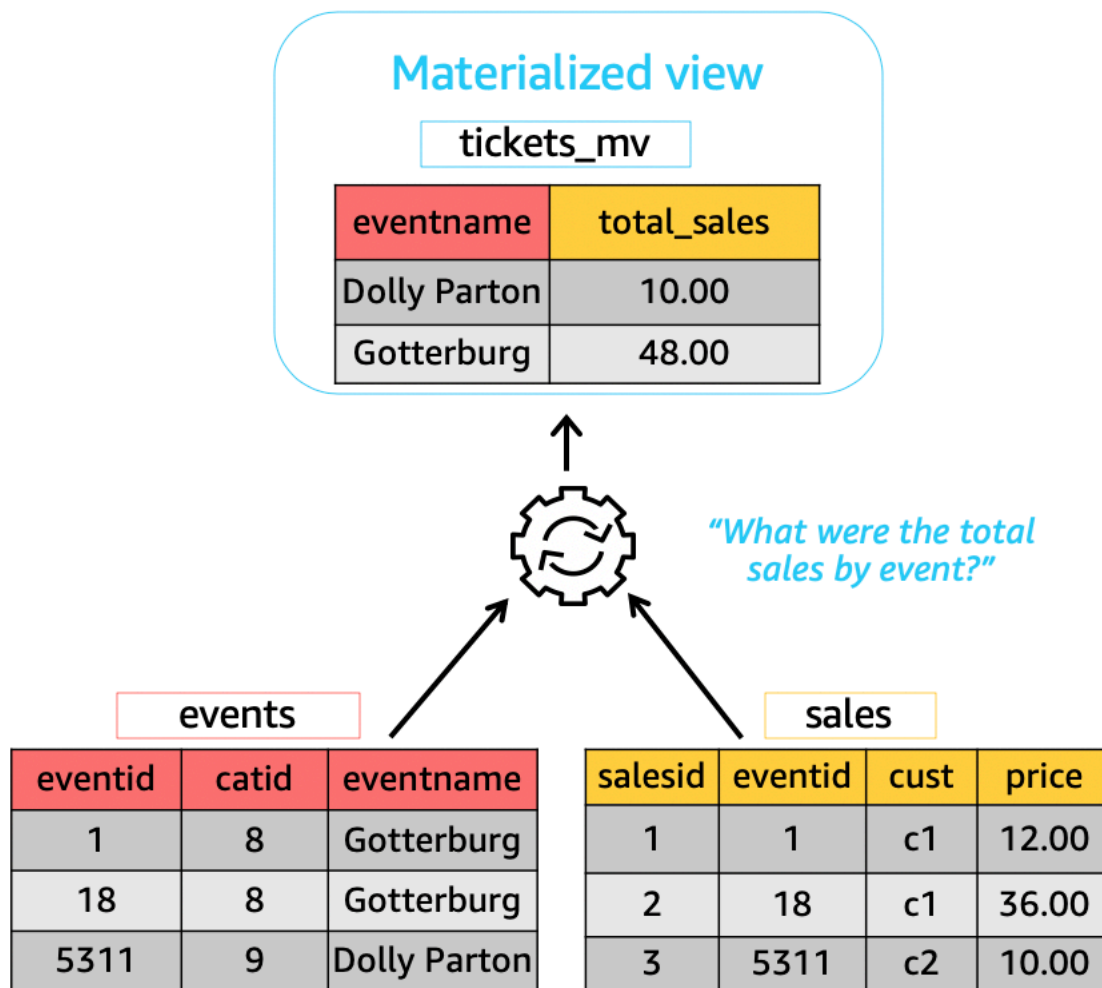 Materialized view
tickets_mv
eventname total_sales
Dolly Parton 10.00
Gotterburg 48.00
“What were the total
sales by event?”
events
eventid catid eventname
1 8 Gotterburg
18 8 Gotterburg
5311 9 Dolly Parton
sales
salesid eventid cust price
1 1 c1 12.00
2 18 c1 36.00
3 5311 c2 10.00